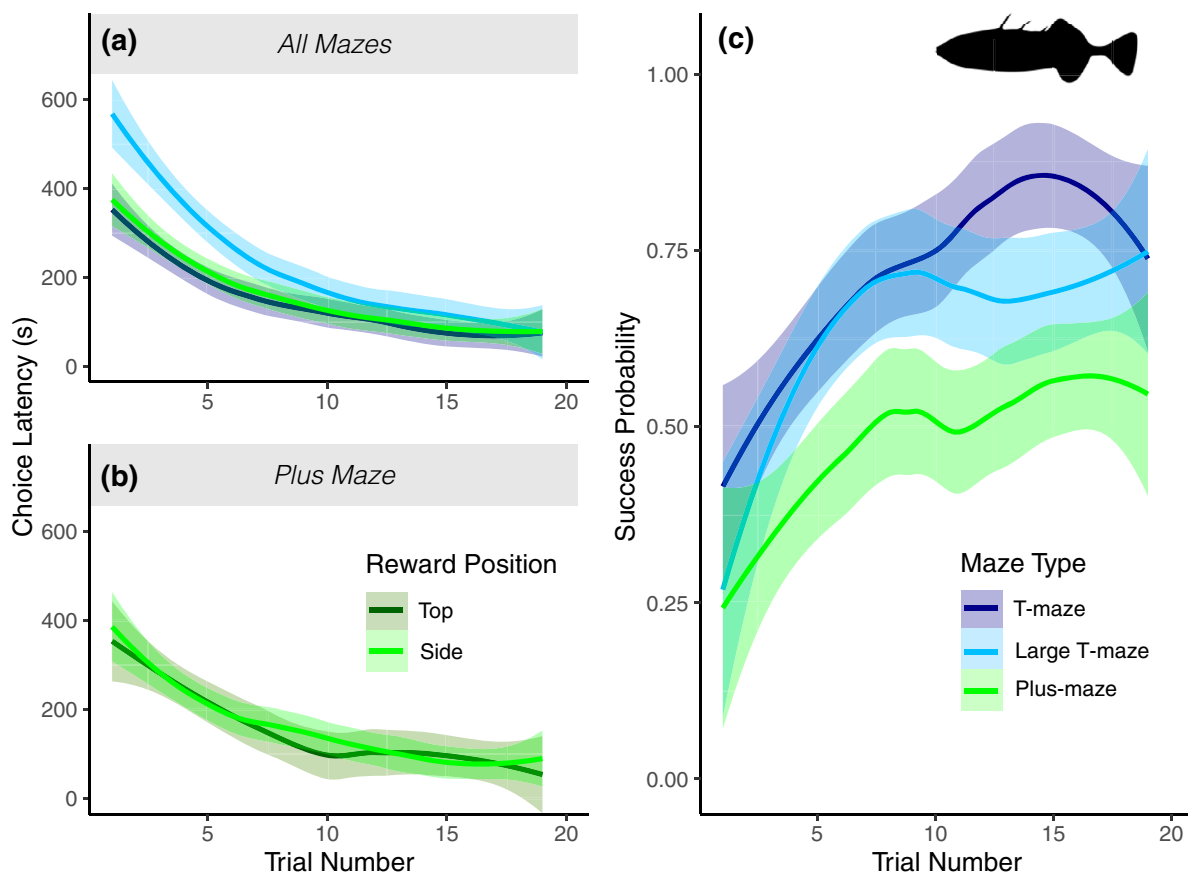 (a)
All Mazes
600
400
200
0
5
10
15
20
(b)
Plus Maze
600
400
200
0
Reward Position
Top
Side
5
10
15
20
Trial Number
Choice Latency (s)
(c)
1.00
0.75
0.50
0.25
0.00
Success Probability
Maze Type
T-maze
Large T-maze
Plus-maze
5
10
15
20
Trial Number